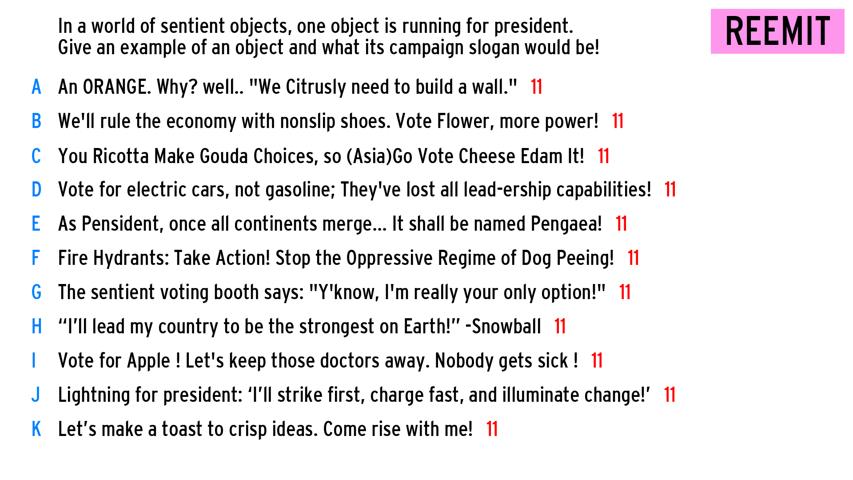 In a world of sentient objects, one object is running for president.
Give an example of an object and what its campaign slogan would be!
REEMIT
A An ORANGE. Why? well.. "We Citrusly need to build a wall." 11
B We'll rule the economy with nonslip shoes. Vote Flower, more power! 11
C You Ricotta Make Gouda Choices, so (Asia)Go Vote Cheese Edam It! 11
D Vote for electric cars, not gasoline; They've lost all lead-ership capabilities! 11
E As Pensident, once all continents merge... It shall be named Pengaea! 11
F Fire Hydrants: Take Action! Stop the Oppressive Regime of Dog Peeing! 11
G The sentient voting booth says: "Y'know, I'm really your only option!" 11
H “I’ll lead my country to be the strongest on Earth!” -Snowball 11
I Vote for Apple ! Let's keep those doctors away. Nobody gets sick ! 11
J Lightning for president: ‘I’ll strike first, charge fast, and illuminate change!’ 11
K Let’s make a toast to crisp ideas. Come rise with me! 11